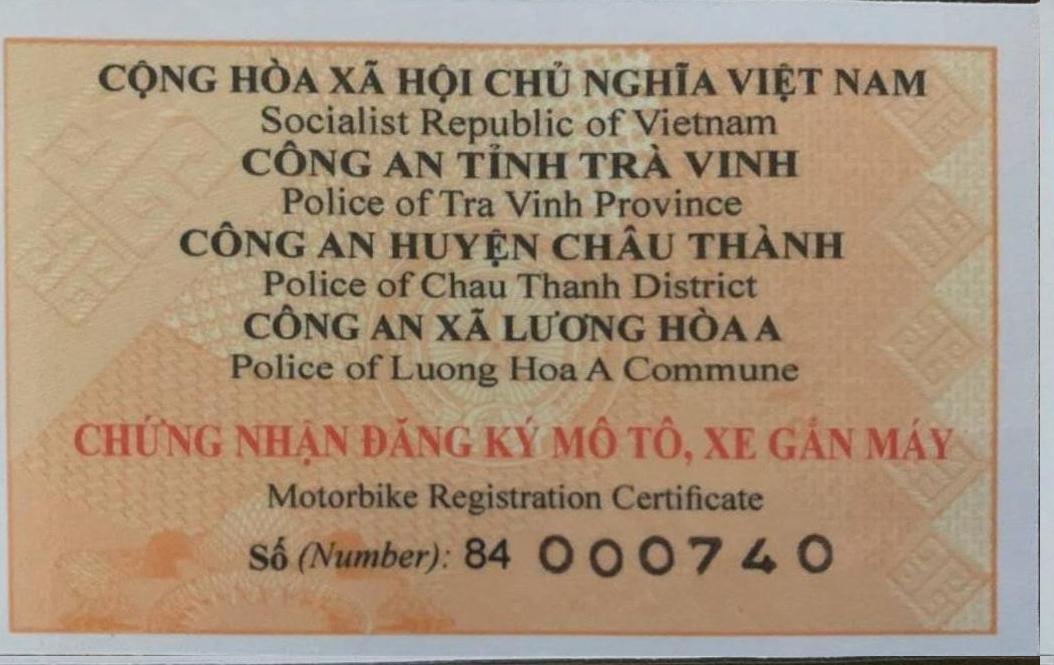 CỘNG HÒA XÃ HỘI CHỦ NGHĨA VIỆT NAM
Socialist Republic of Vietnam
CÔNG AN TỈNH TRÀ VINH
Police of Tra Vinh Province
CÔNG AN HUYỆN CHÂU THÀNH
Police of Chau Thanh District
CÔNG AN XÃ LƯƠNG HÒA A
Police of Luong Hoa A Commune
CHỨNG NHẬN ĐĂNG KÝ MÔ TÔ, XE GẮN MÁY
Motorbike Registration Certificate
Số (Number): 84 000740